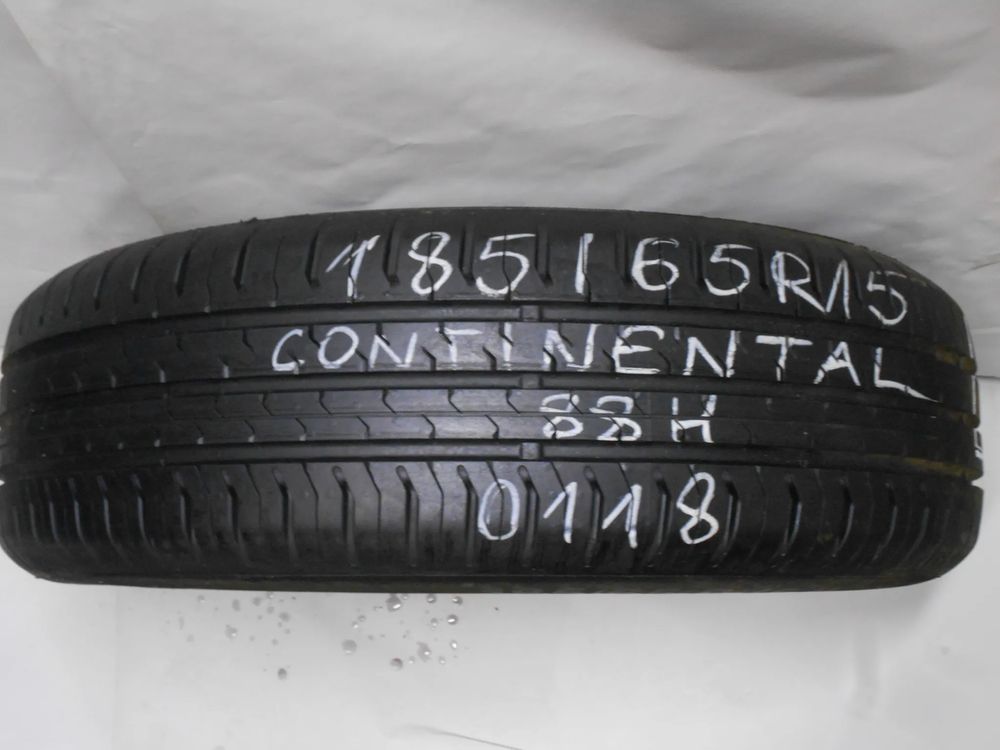 185/65R15
CONTINENTAL
88H
0118